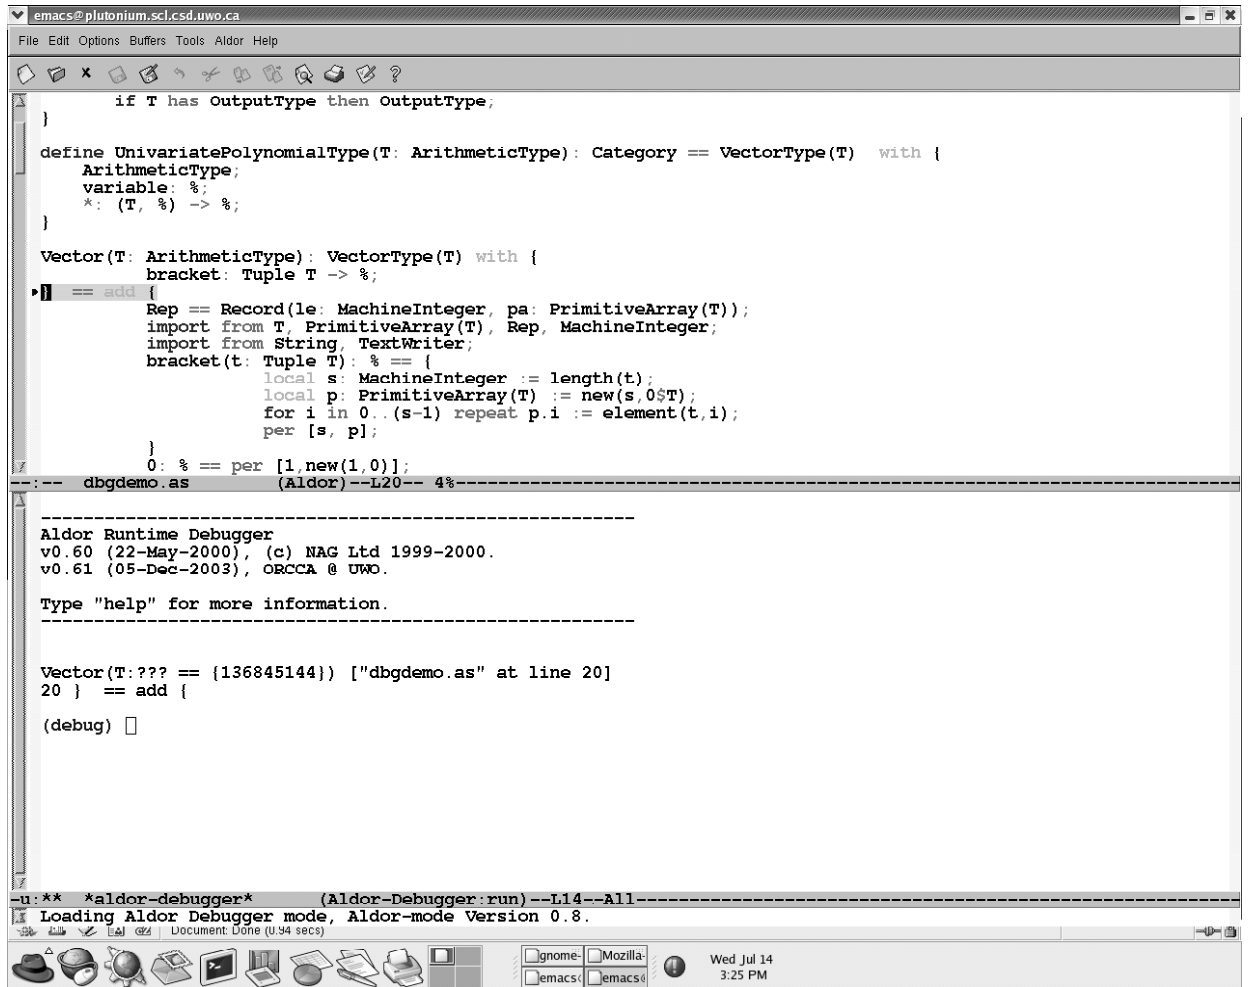 emacs@plutonium.scl.csd.uwo.ca
File Edit Options Buffers Tools Aldor Help
if T has OutputType then OutputType;
}
define UnivariatePolynomialType(T: ArithmeticType): Category == VectorType(T)  with {
ArithmeticType;
variable: %;
*: (T, %) -> %;
}
Vector(T: ArithmeticType): VectorType(T) with {
bracket: Tuple T -> %;
}  == add {
Rep == Record(le: MachineInteger, pa: PrimitiveArray(T));
import from T, PrimitiveArray(T), Rep, MachineInteger;
import from String, TextWriter;
bracket(t: Tuple T): % == {
local s: MachineInteger := length(t);
local p: PrimitiveArray(T) := new(s,0$T);
for i in 0..(s-1) repeat p.i := element(t,i);
per [s, p];
}
0: % == per [1,new(1,0)];
--:--  dbgdemo.as        (Aldor)--L20-- 4%--------------------------------------------------------------------------
--------------------------------------------------------
Aldor Runtime Debugger
v0.60 (22-May-2000), (c) NAG Ltd 1999-2000.
v0.61 (05-Dec-2003), ORCCA @ UWO.
Type "help" for more information.
--------------------------------------------------------
Vector(T:??? == {136845144}) ["dbgdemo.as" at line 20]
20 }  == add {
(debug)
-u:**  *aldor-debugger*      (Aldor-Debugger:run)--L14--All---------------------------------------------------------
Loading Aldor Debugger mode, Aldor-mode Version 0.8.
Document: Done (0.94 secs)
gnome- Mozilla-
emacs emacs
Wed Jul 14
3:25 PM